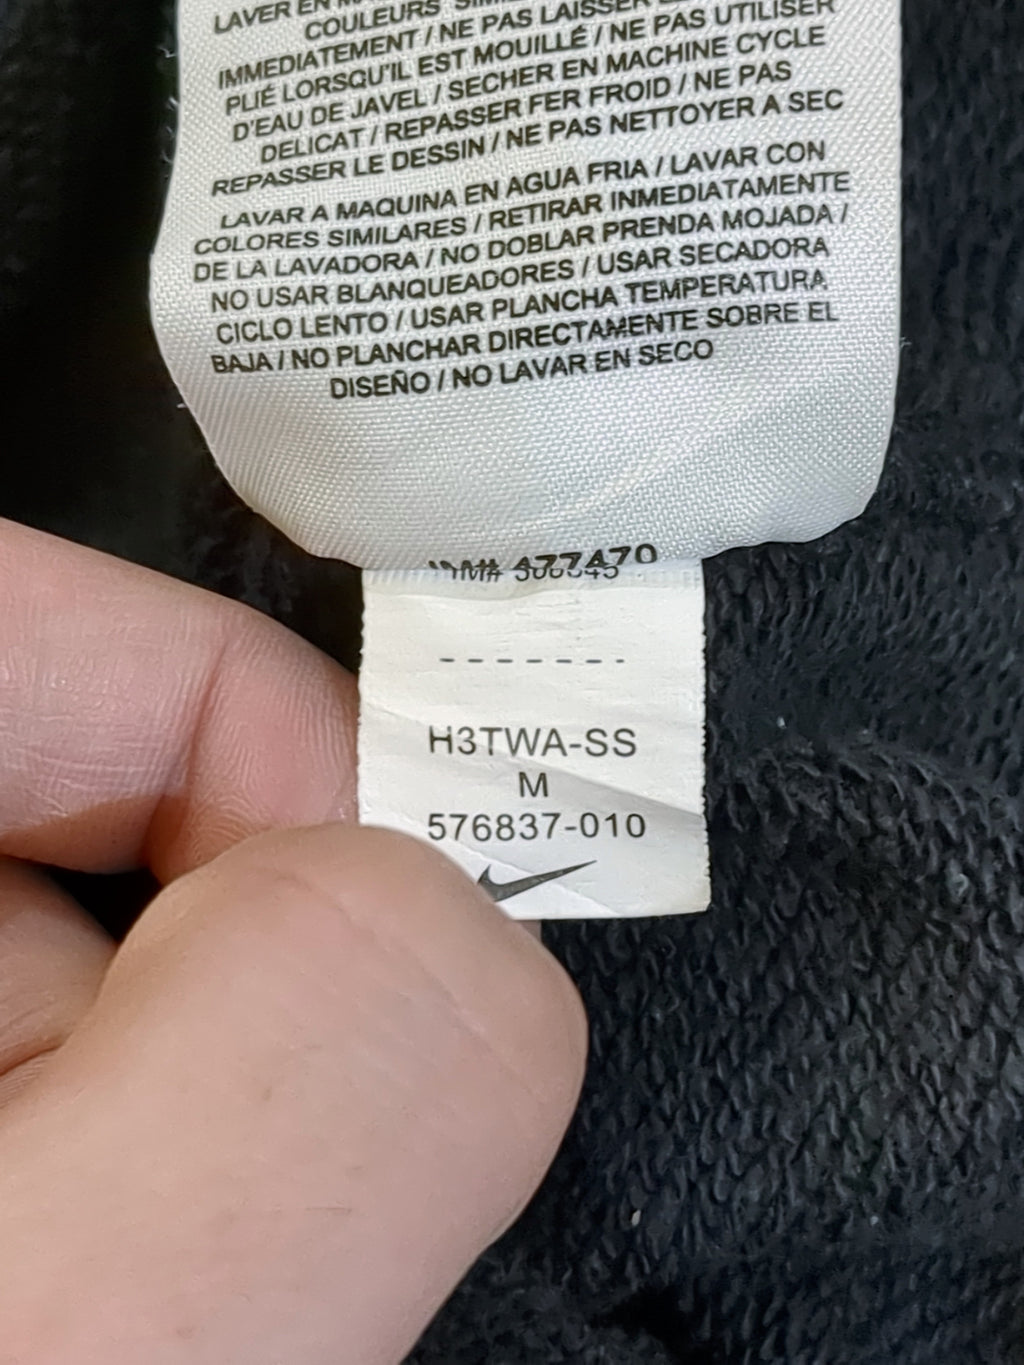 LAVER EN
COULEURS
IMMEDIATEMENT / NE PAS LAISSER
PLIÉ LORSQU'IL EST MOUILLÉ / NE PAS UTILISER
D'EAU DE JAVEL / SECHER EN MACHINE CYCLE
DELICAT / REPASSER FER FROID / NE PAS
REPASSER LE DESSIN / NE PAS NETTOYER A SEC
LAVAR A MAQUINA EN AGUA FRIA / LAVAR CON
COLORES SIMILARES / RETIRAR INMEDIATAMENTE
DE LA LAVADORA / NO DOBLAR PRENDA MOJADA /
NO USAR BLANQUEADORES / USAR SECADORA
CICLO LENTO / USAR PLANCHA TEMPERATURA
BAJA / NO PLANCHAR DIRECTAMENTE SOBRE EL
DISEÑO / NO LAVAR EN SECO
-------
H3TWA-SS
M
576837-010